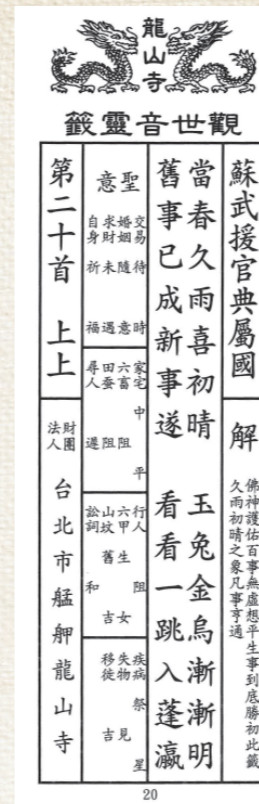 龍山寺
觀世音靈籤
蘇武援官典屬國
解
佛神護佑百事無虛想平生事到底勝初此籤
久雨初晴之象凡事亨通
當春久雨喜初晴 玉兔金烏漸漸明
舊事已成新事遂 看看一跳入蓬瀛
聖意
交易待時
婚姻隨意
求財未遇
自身祈福
家宅中平
六畜阻
田蚕阻
尋人遲
行人阻
六甲生女
山坟舊吉
訟詞和
疾病祭星
失物見
移徙吉
第二十首 上上
財團法人
台北市艋舺龍山寺
20